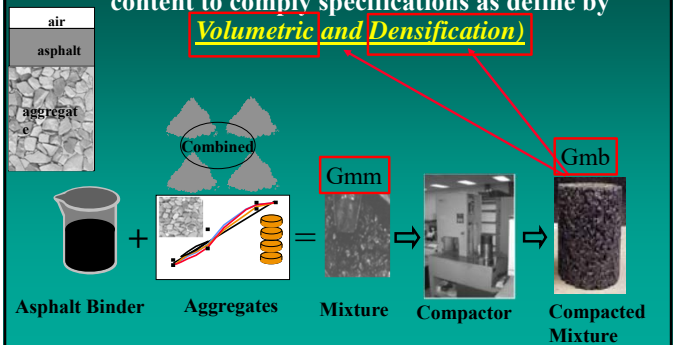 content to comply specifications as define by
Volumetric and Densification)
air
asphalt
aggregat
e
Combined
Gmm
Gmb
+
=
Asphalt Binder
Aggregates
Mixture
Compactor
Compacted
Mixture